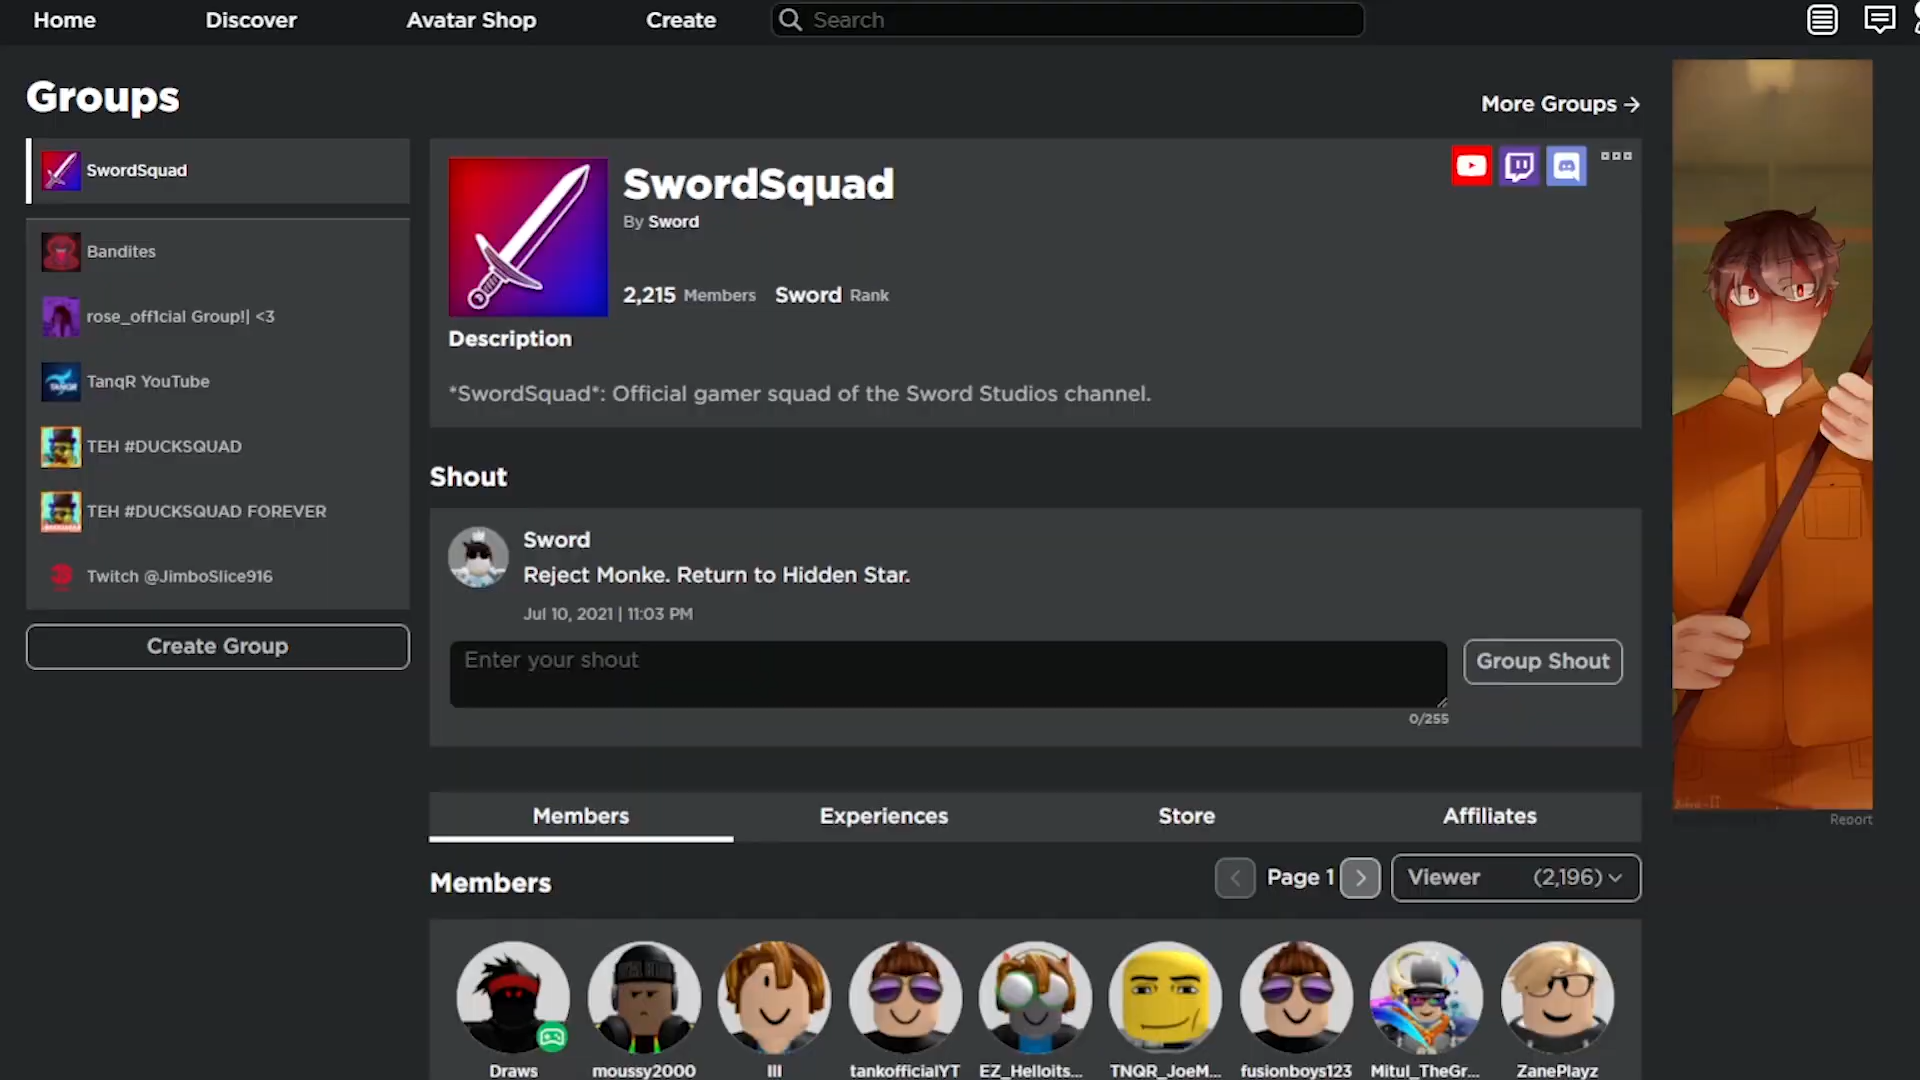 Home
Discover
Avatar Shop
Create
Search
Groups
More Groups →
SwordSquad
Bandites
rose_off1cial Group!| <3
TanqR YouTube
TEH #DUCKSQUAD
TEH #DUCKSQUAD FOREVER
Twitch @JimboSlice916
Create Group
SwordSquad
By Sword
2,215 Members Sword Rank
Description
*SwordSquad*: Official gamer squad of the Sword Studios channel.
Shout
Sword
Reject Monke. Return to Hidden Star.
Jul 10, 2021 | 11:03 PM
Enter your shout
Group Shout
0/255
Members
Experiences
Store
Affiliates
Report
Members
Page 1
Viewer (2,196)
Draws
moussy2000
tankofficialYT
EZ_Helloits...
TNQR_JoeM...
fusionboys123
Mitul_TheGr...
ZanePlayz